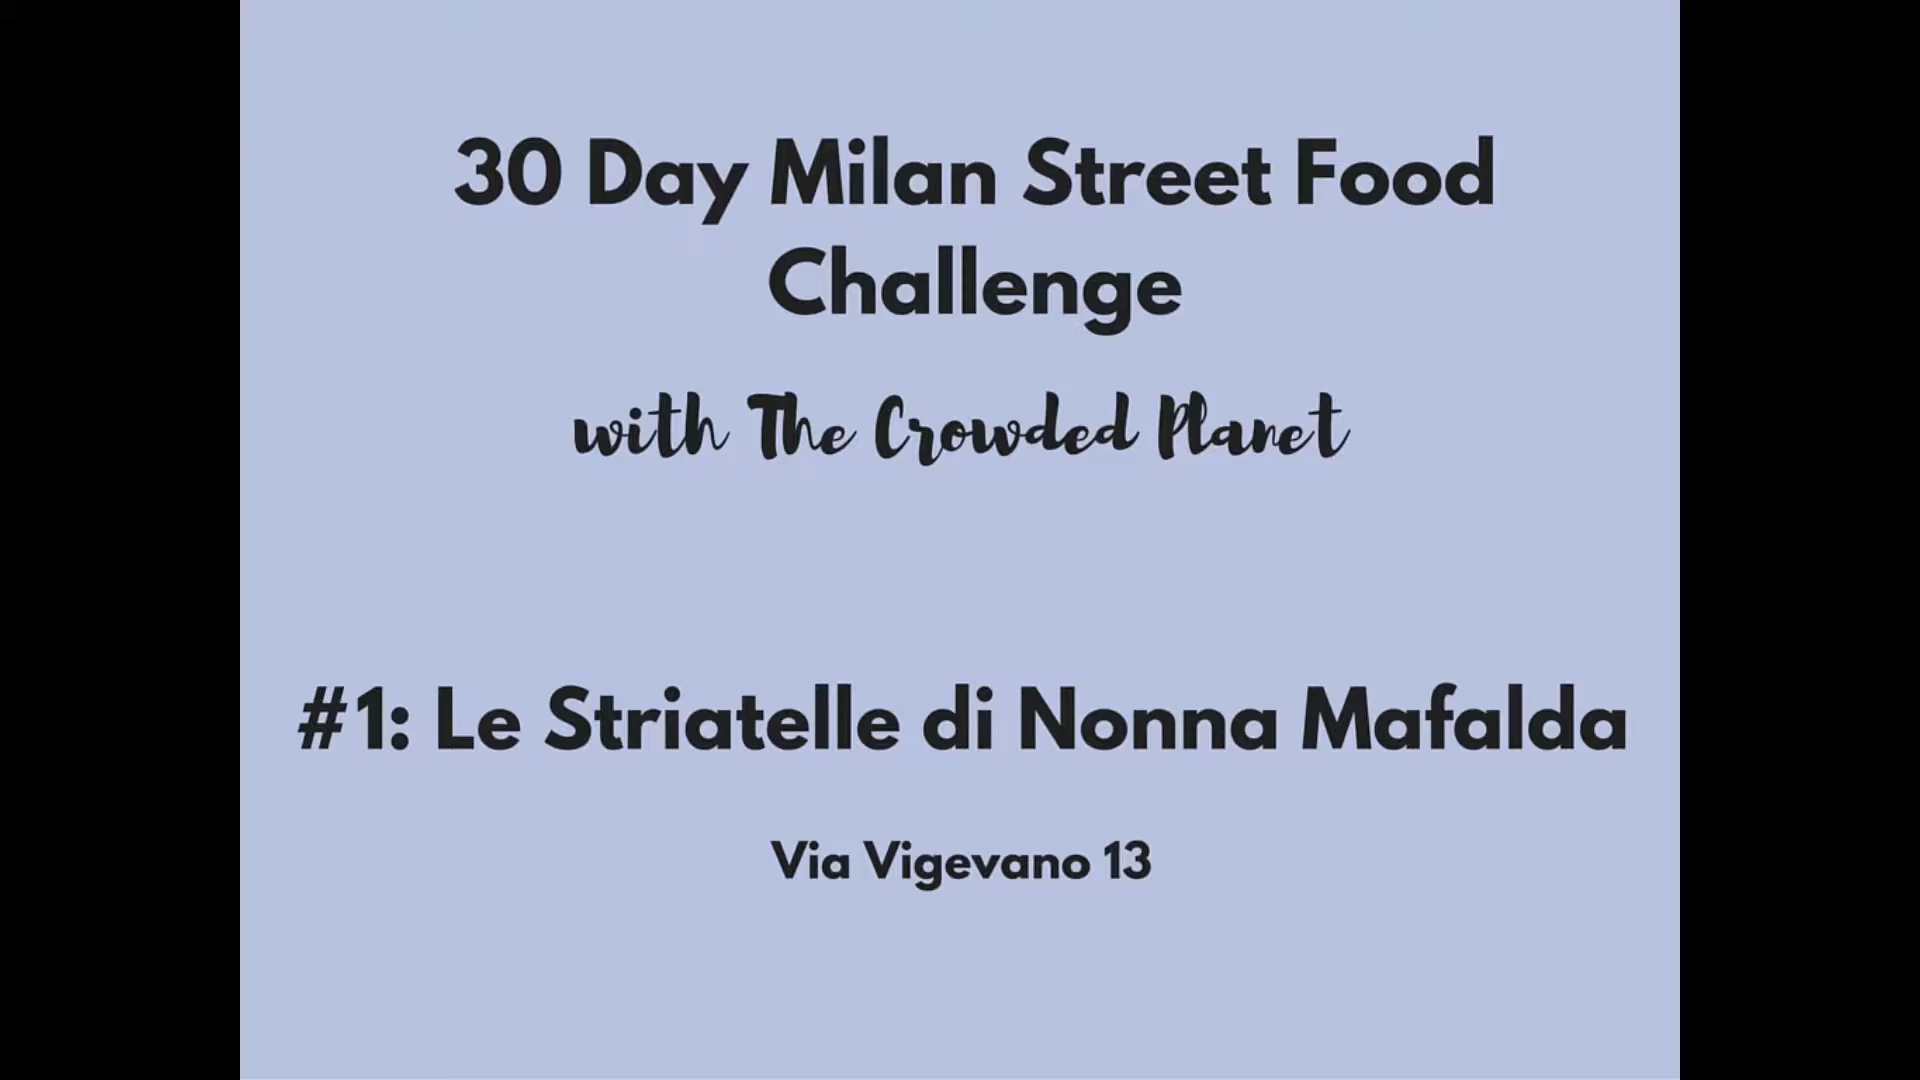 30 Day Milan Street Food
Challenge
with The Crowded Planet
#1: Le Striatelle di Nonna Mafalda
Via Vigevano 13